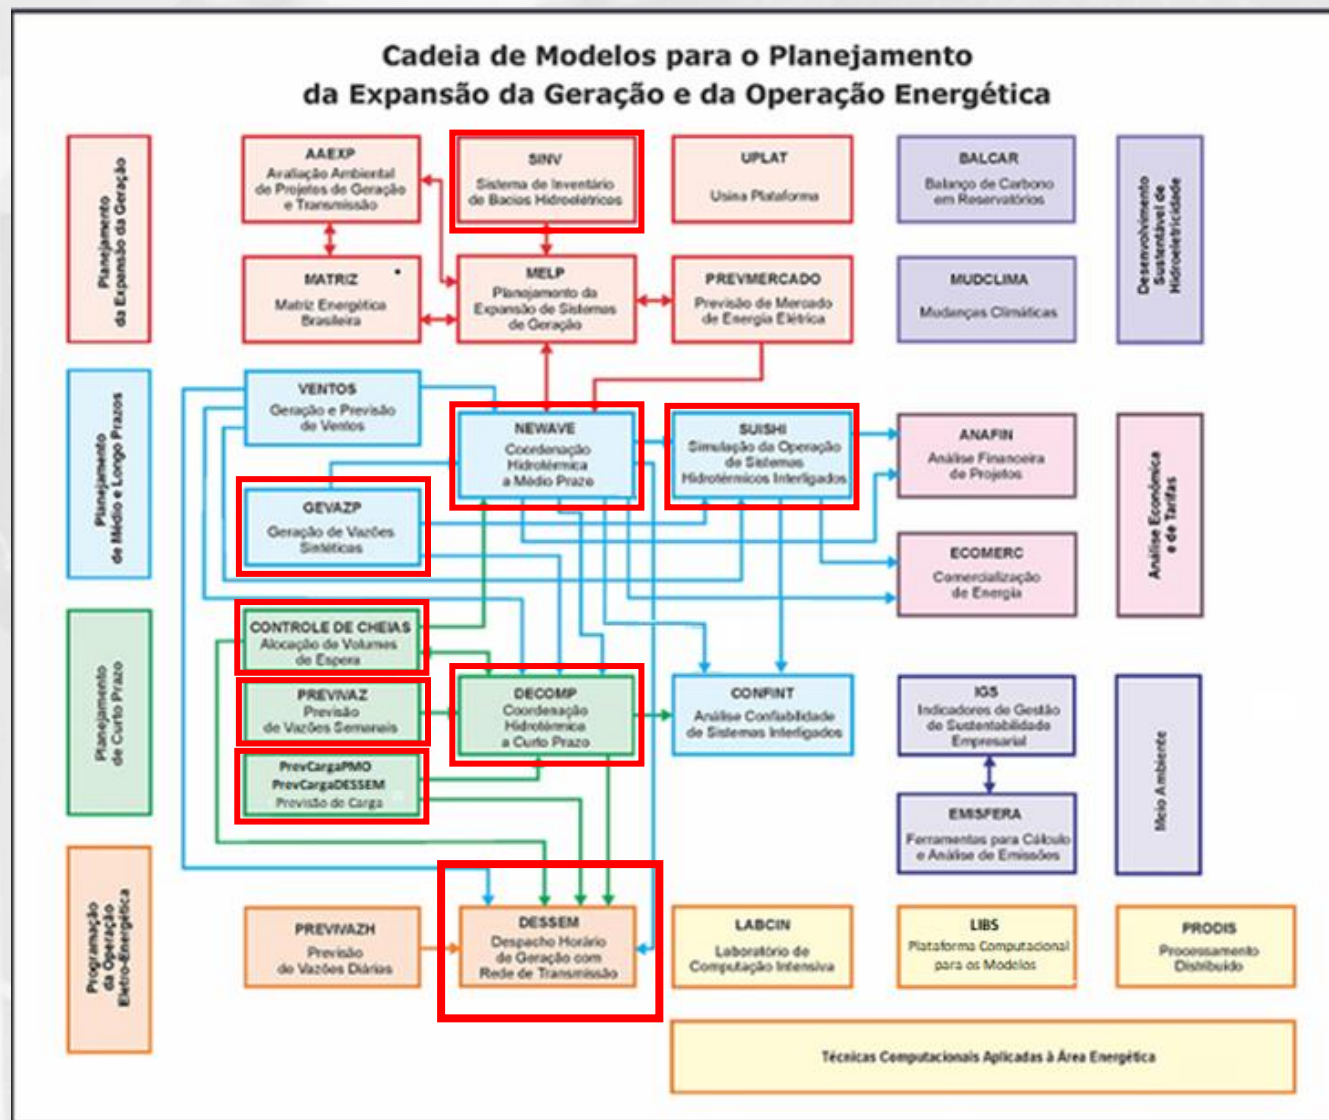 Cadeia de Modelos para o Planejamento
da Expansão da Geração e da Operação Energética
Planejamento
da Expansão da Geração
AAEXP
Avaliação Ambiental
de Projetos de Geração
e Transmissão
SINV
Sistema de Inventário
de Bacias Hidroelétricas
UPLAT
Usina Plataforma
BALCAR
Balanço de Carbono
em Reservatórios
Desenvolvimento
Sustentável de
Hidroeletricidade
MATRIZ
Matriz Energética
Brasileira
MELP
Planejamento da
Expansão de Sistemas
de Geração
PREVMERCADO
Previsão de Mercado
de Energia Elétrica
MUDCLIMA
Mudanças Climáticas
Planejamento
de Médio e Longo Prazos
VENTOS
Geração e Previsão
de Ventos
NEWAVE
Coordenação
Hidrotérmica
a Médio Prazo
SUISHI
Simulação da Operação
de Sistemas
Hidrotérmicos Interligados
ANAFIN
Análise Financeira
de Projetos
Análise Econômica
e de Tarifas
GEVAZP
Geração de Vazões
Sintéticas
ECOMERC
Comercialização
de Energia
Planejamento
de Curto Prazo
CONTROLE DE CHEIAS
Alocação de Volumes
de Espera
PREVIVAZ
Previsão
de Vazões Semanais
DECOMP
Coordenação
Hidrotérmica
a Curto Prazo
CONFINT
Análise Confiabilidade
de Sistemas Interligados
IGS
Indicadores de Gestão
de Sustentabilidade
Empresarial
Meio Ambiente
PrevCargaPMO
PrevCargaDESSEM
Previsão de Carga
EMISFERA
Ferramentas para Cálculo
e Análise de Emissões
Programação
da Operação
Eletro-Energética
PREVIVAZH
Previsão
de Vazões Diárias
DESSEM
Despacho Horário
de Geração com
Rede de Transmissão
LABCIN
Laboratório de
Computação Intensiva
LIBS
Plataforma Computacional
para os Modelos
PRODIS
Processamento
Distribuído
Técnicas Computacionais Aplicadas à Área Energética